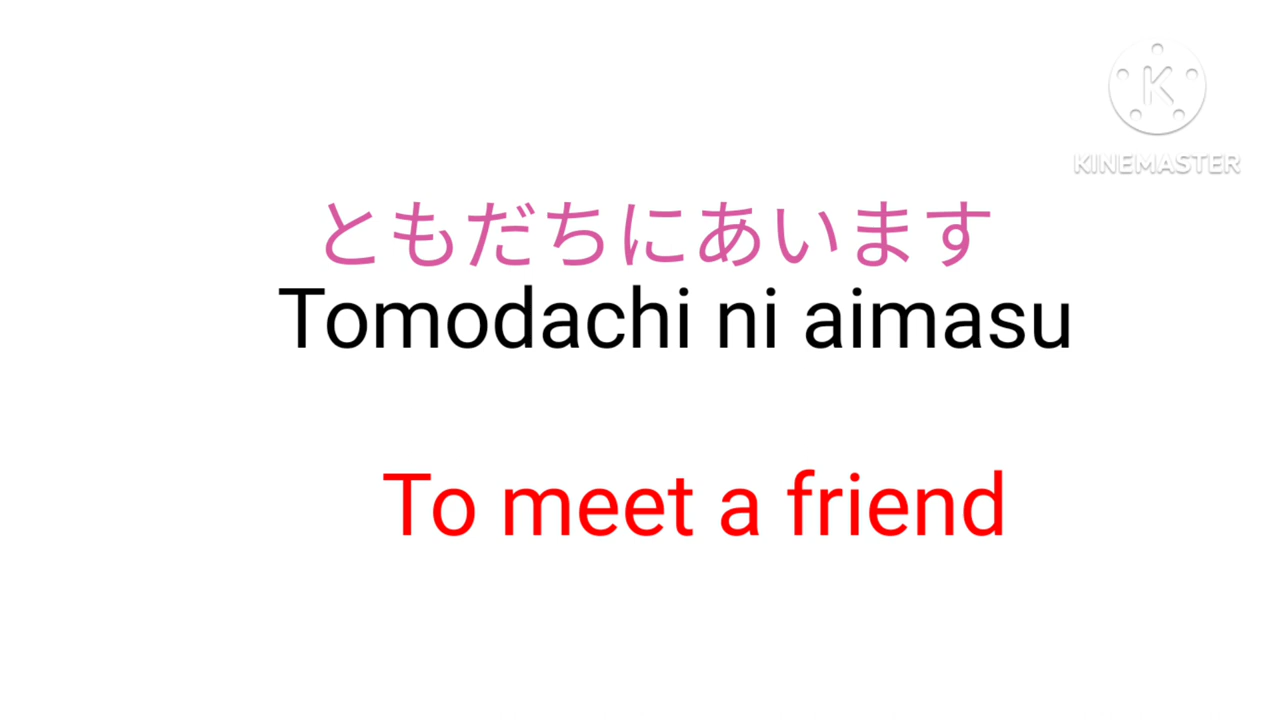 K
KINEMASTER
ともだちにあいます
Tomodachi ni aimasu
To meet a friend